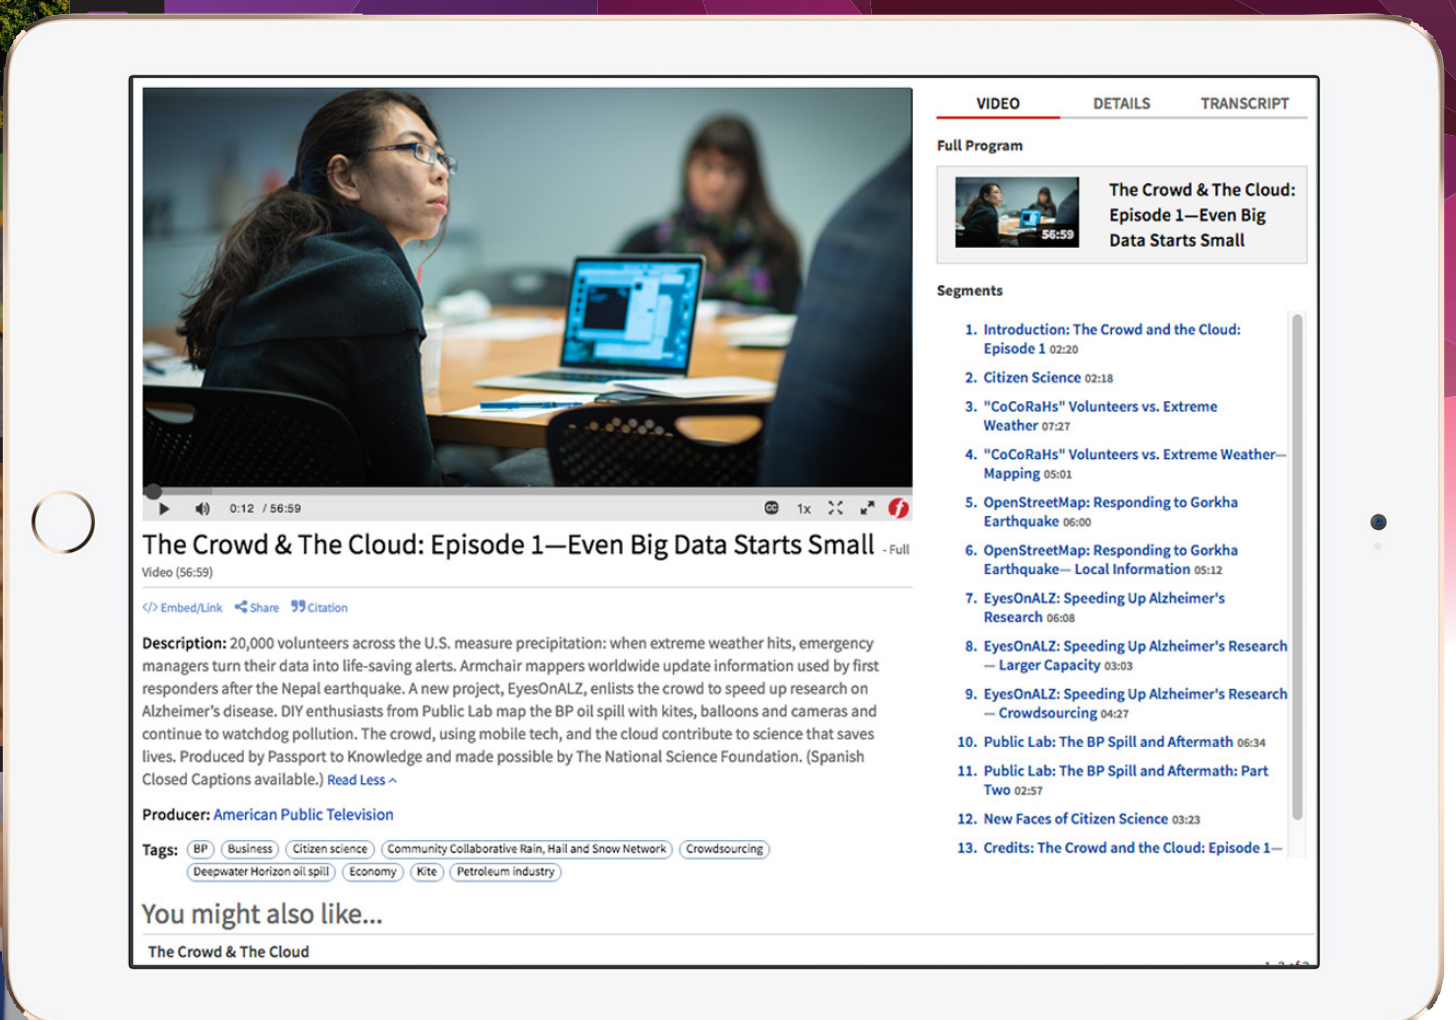 VIDEO DETAILS TRANSCRIPT
Full Program
56:59
The Crowd & The Cloud:
Episode 1—Even Big
Data Starts Small
Segments
1. Introduction: The Crowd and the Cloud:
Episode 1 02:20
2. Citizen Science 02:18
3. "CoCoRaHs" Volunteers vs. Extreme
Weather 07:27
4. "CoCoRaHs" Volunteers vs. Extreme Weather—
Mapping 05:01
5. OpenStreetMap: Responding to Gorkha
Earthquake 06:00
6. OpenStreetMap: Responding to Gorkha
Earthquake— Local Information 05:12
7. EyesOnALZ: Speeding Up Alzheimer's
Research 06:08
8. EyesOnALZ: Speeding Up Alzheimer's Research
— Larger Capacity 03:03
9. EyesOnALZ: Speeding Up Alzheimer's Research
— Crowdsourcing 04:27
10. Public Lab: The BP Spill and Aftermath 06:34
11. Public Lab: The BP Spill and Aftermath: Part
Two 02:57
12. New Faces of Citizen Science 03:23
13. Credits: The Crowd and the Cloud: Episode 1—
0:12 / 56:59 CC 1x f
The Crowd & The Cloud: Episode 1—Even Big Data Starts Small - Full
Video (56:59)
</> Embed/Link Share Citation
Description: 20,000 volunteers across the U.S. measure precipitation: when extreme weather hits, emergency
managers turn their data into life-saving alerts. Armchair mappers worldwide update information used by first
responders after the Nepal earthquake. A new project, EyesOnALZ, enlists the crowd to speed up research on
Alzheimer's disease. DIY enthusiasts from Public Lab map the BP oil spill with kites, balloons and cameras and
continue to watchdog pollution. The crowd, using mobile tech, and the cloud contribute to science that saves
lives. Produced by Passport to Knowledge and made possible by The National Science Foundation. (Spanish
Closed Captions available.) Read Less
Producer: American Public Television
Tags: BP Business Citizen science Community Collaborative Rain, Hail and Snow Network Crowdsourcing
Deepwater Horizon oil spill Economy Kite Petroleum industry
You might also like...
The Crowd & The Cloud